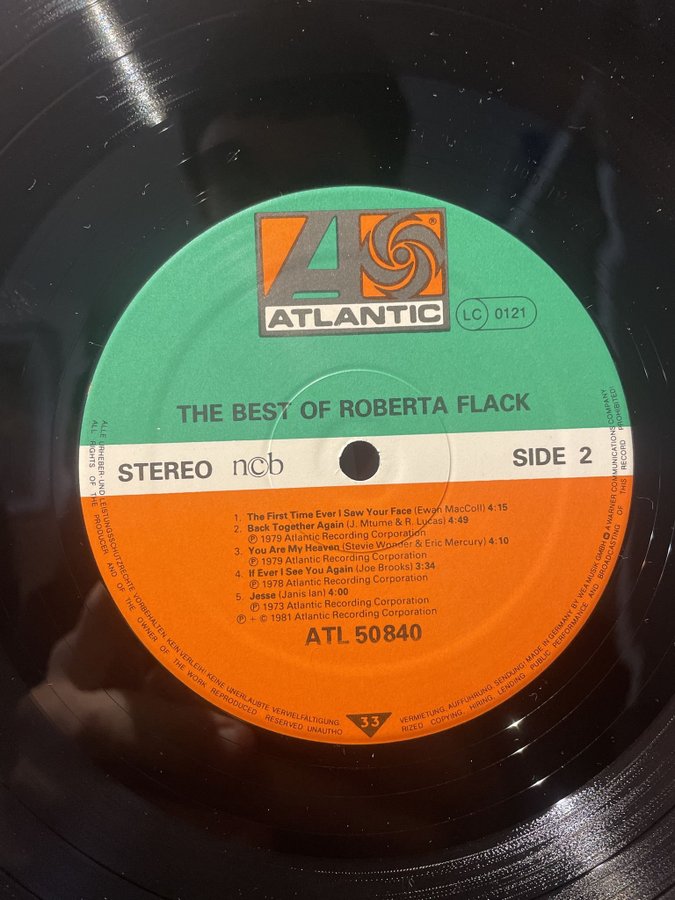 ATLANTIC
®
LC 0121
THE BEST OF ROBERTA FLACK
STEREO n©b SIDE 2
1. The First Time Ever I Saw Your Face (Ewan MacColl) 4:15
2. Back Together Again (J. Mtume & R. Lucas) 4:49
℗ 1979 Atlantic Recording Corporation
3. You Are My Heaven (Stevie Wonder & Eric Mercury) 4:10
℗ 1979 Atlantic Recording Corporation
4. If Ever I See You Again (Joe Brooks) 3:34
℗ 1978 Atlantic Recording Corporation
5. Jesse (Janis Ian) 4:00
℗ 1973 Atlantic Recording Corporation
℗ + © 1981 Atlantic Recording Corporation
ATL 50840
33
ALLE URHEBER- UND LEISTUNGSSCHUTZRECHTE VORBEHALTEN. KEIN VERLEIH! KEINE UNERLAUBTE VERVIELFÄLTIGUNG,
VERMIETUNG, AUFFÜHRUNG, SENDUNG! MADE IN GERMANY BY WEA MUSIK GMBH A WARNER COMMUNICATIONS COMPANY
ALL RIGHTS OF THE PRODUCER AND OF THE OWNER OF THE WORK REPRODUCED RESERVED UNAUTHO
RIZED COPYING, HIRING, LENDING, PUBLIC PERFORMANCE AND BROADCASTING OF THIS RECORD PROHIBITED!